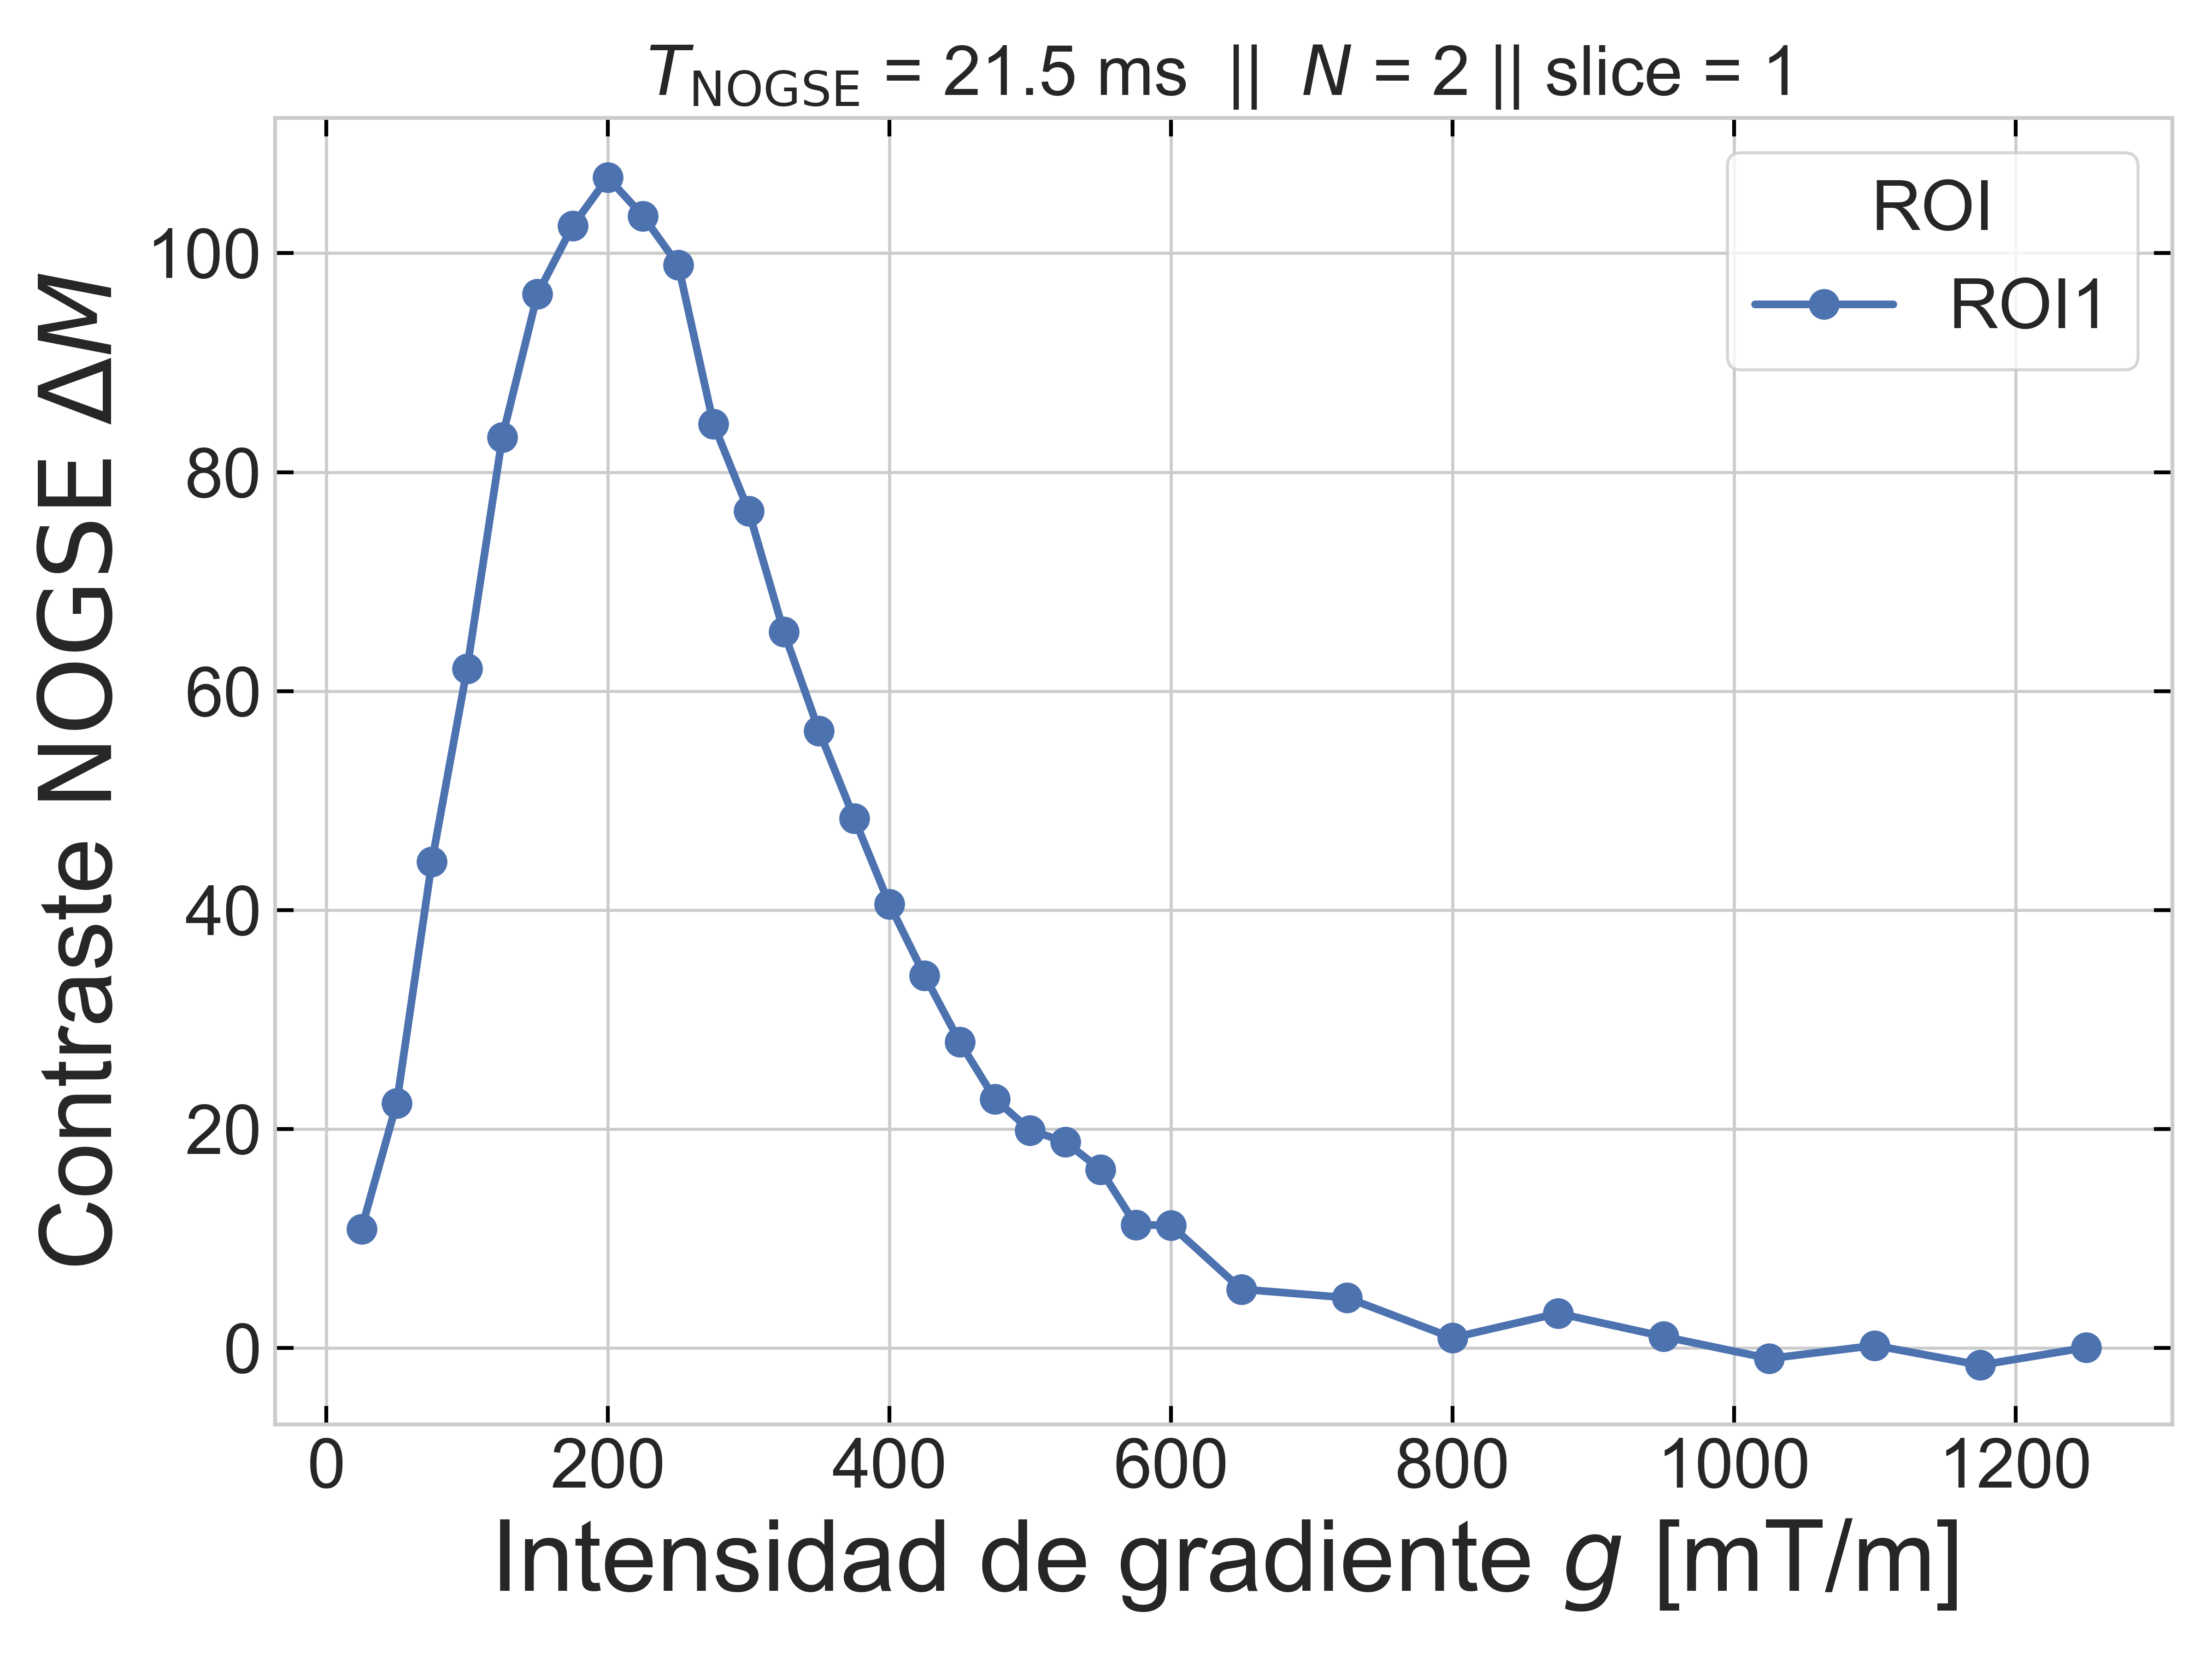 T_NOGSE = 21.5 ms || N = 2 || slice = 1
ROI
ROI1
Contraste NOGSE ΔM
100
80
60
40
20
0
0 200 400 600 800 1000 1200
Intensidad de gradiente g [mT/m]